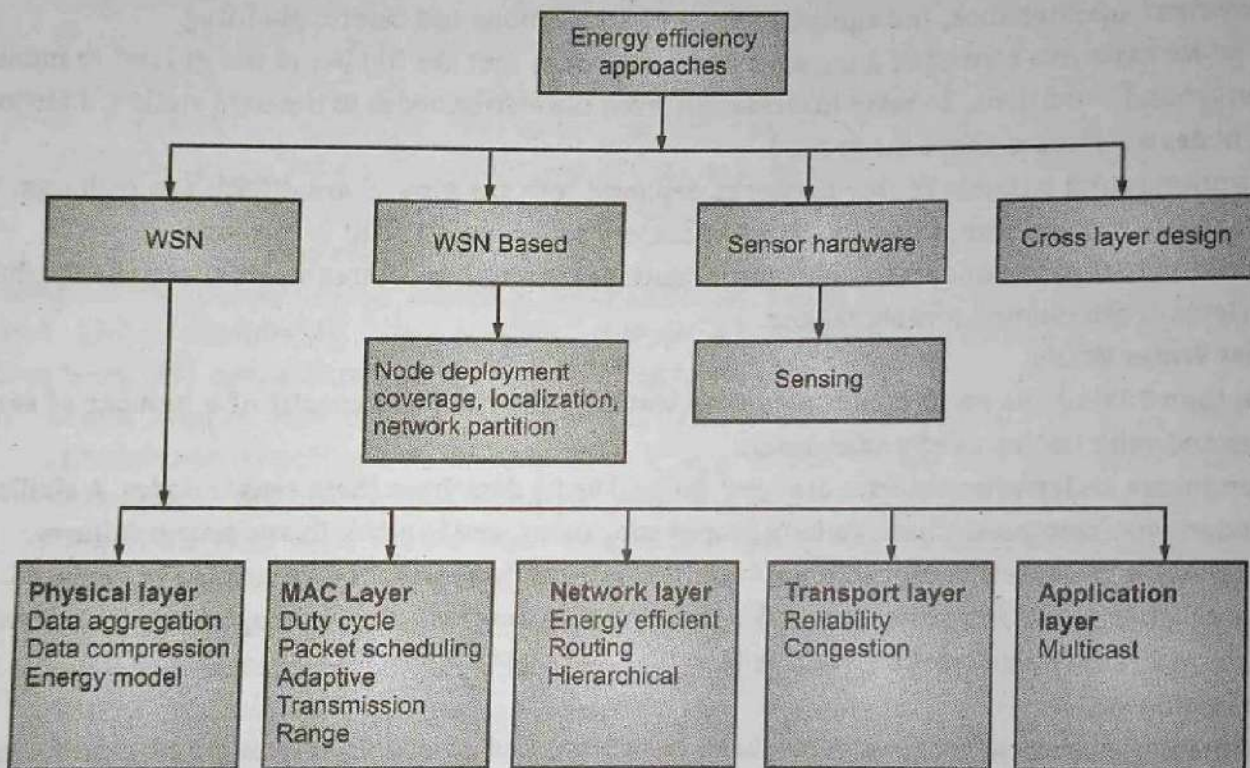 Energy efficiency
approaches
WSN
WSN Based
Sensor hardware
Cross layer design
Node deployment
coverage, localization,
network partition
Sensing
Physical layer
Data aggregation
Data compression
Energy model
MAC Layer
Duty cycle
Packet scheduling
Adaptive
Transmission
Range
Network layer
Energy efficient
Routing
Hierarchical
Transport layer
Reliability
Congestion
Application
layer
Multicast